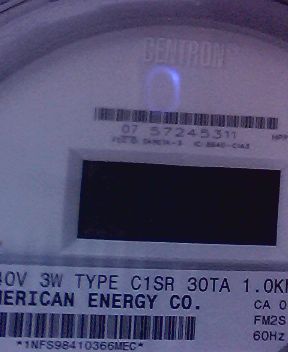 CENTRON
07 57245311
40V 3W TYPE C1SR 30TA 1.0K
MERICAN ENERGY CO.
CA 0
FM2S
60Hz
*1NFS98410366MEC*